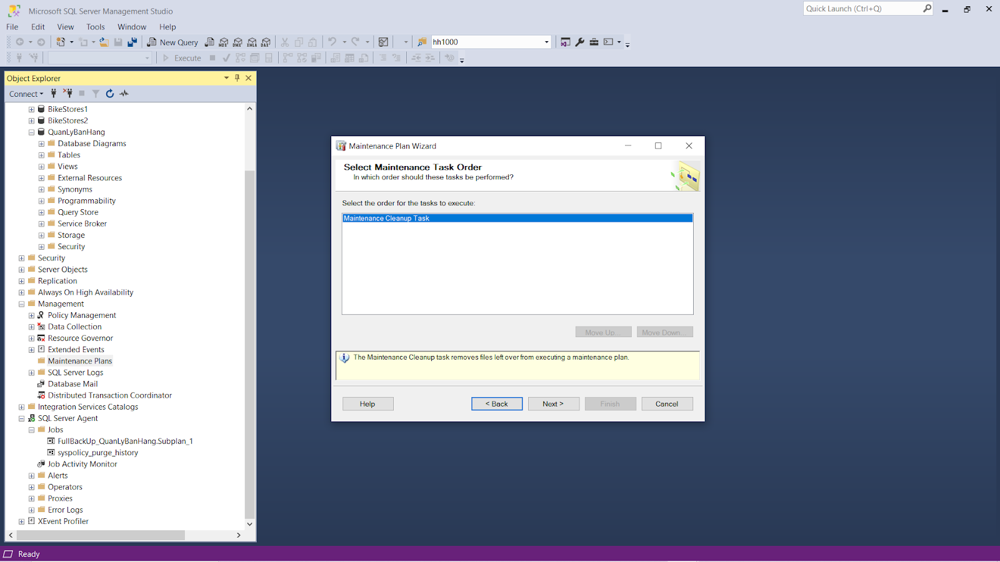 Microsoft SQL Server Management Studio
Quick Launch (Ctrl+Q)
File Edit View Tools Window Help
New Query MDX DMX XMLA DAX hh1000
Execute
Object Explorer
Connect
BikeStores1
BikeStores2
QuanLyBanHang
Database Diagrams
Tables
Views
External Resources
Synonyms
Programmability
Query Store
Service Broker
Storage
Security
Security
Server Objects
Replication
Always On High Availability
Management
Policy Management
Data Collection
Resource Governor
Extended Events
Maintenance Plans
SQL Server Logs
Database Mail
Distributed Transaction Coordinator
Integration Services Catalogs
SQL Server Agent
Jobs
FullBackUp_QuanLyBanHang.Subplan_1
syspolicy_purge_history
Job Activity Monitor
Alerts
Operators
Proxies
Error Logs
XEvent Profiler
Maintenance Plan Wizard
Select Maintenance Task Order
In which order should these tasks be performed?
Select the order for the tasks to execute:
Maintenance Cleanup Task
Move Up... Move Down...
The Maintenance Cleanup task removes files left over from executing a maintenance plan.
Help < Back Next > Finish Cancel
Ready